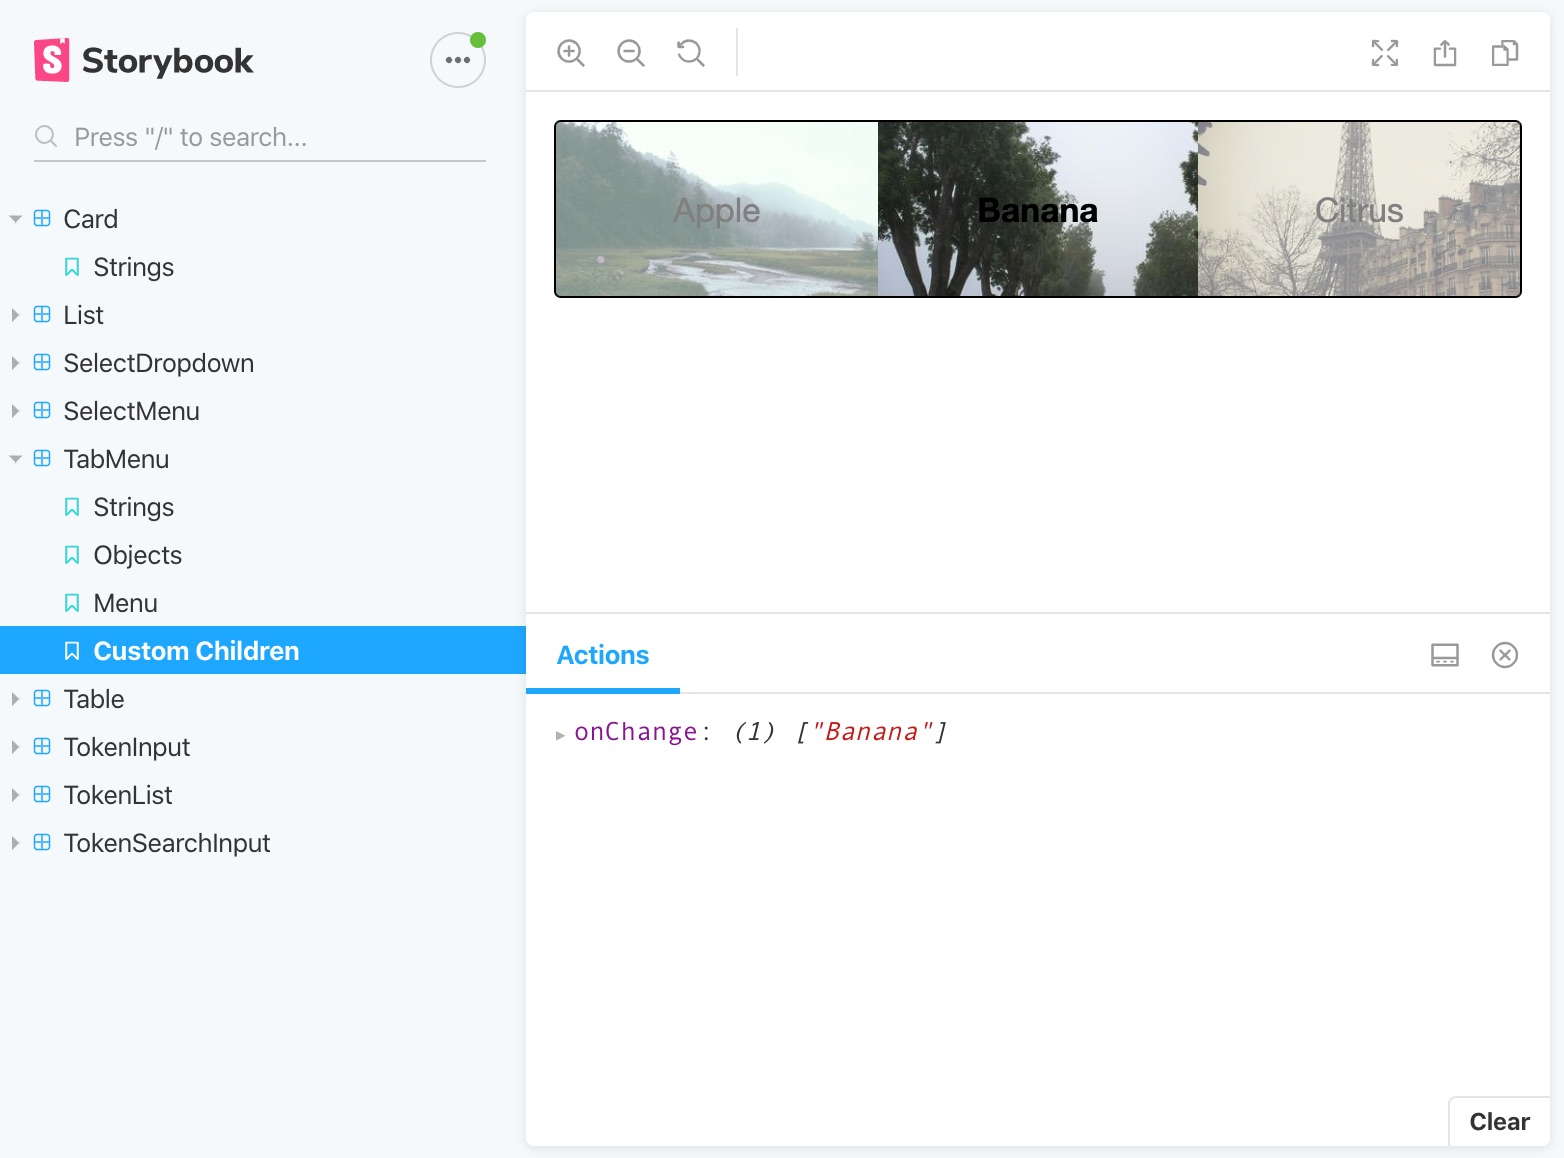 Storybook
Press "/" to search...
Card
Strings
List
SelectDropdown
SelectMenu
TabMenu
Strings
Objects
Menu
Custom Children
Table
TokenInput
TokenList
TokenSearchInput
Apple
Banana
Citrus
Actions
onChange: (1) ["Banana"]
Clear